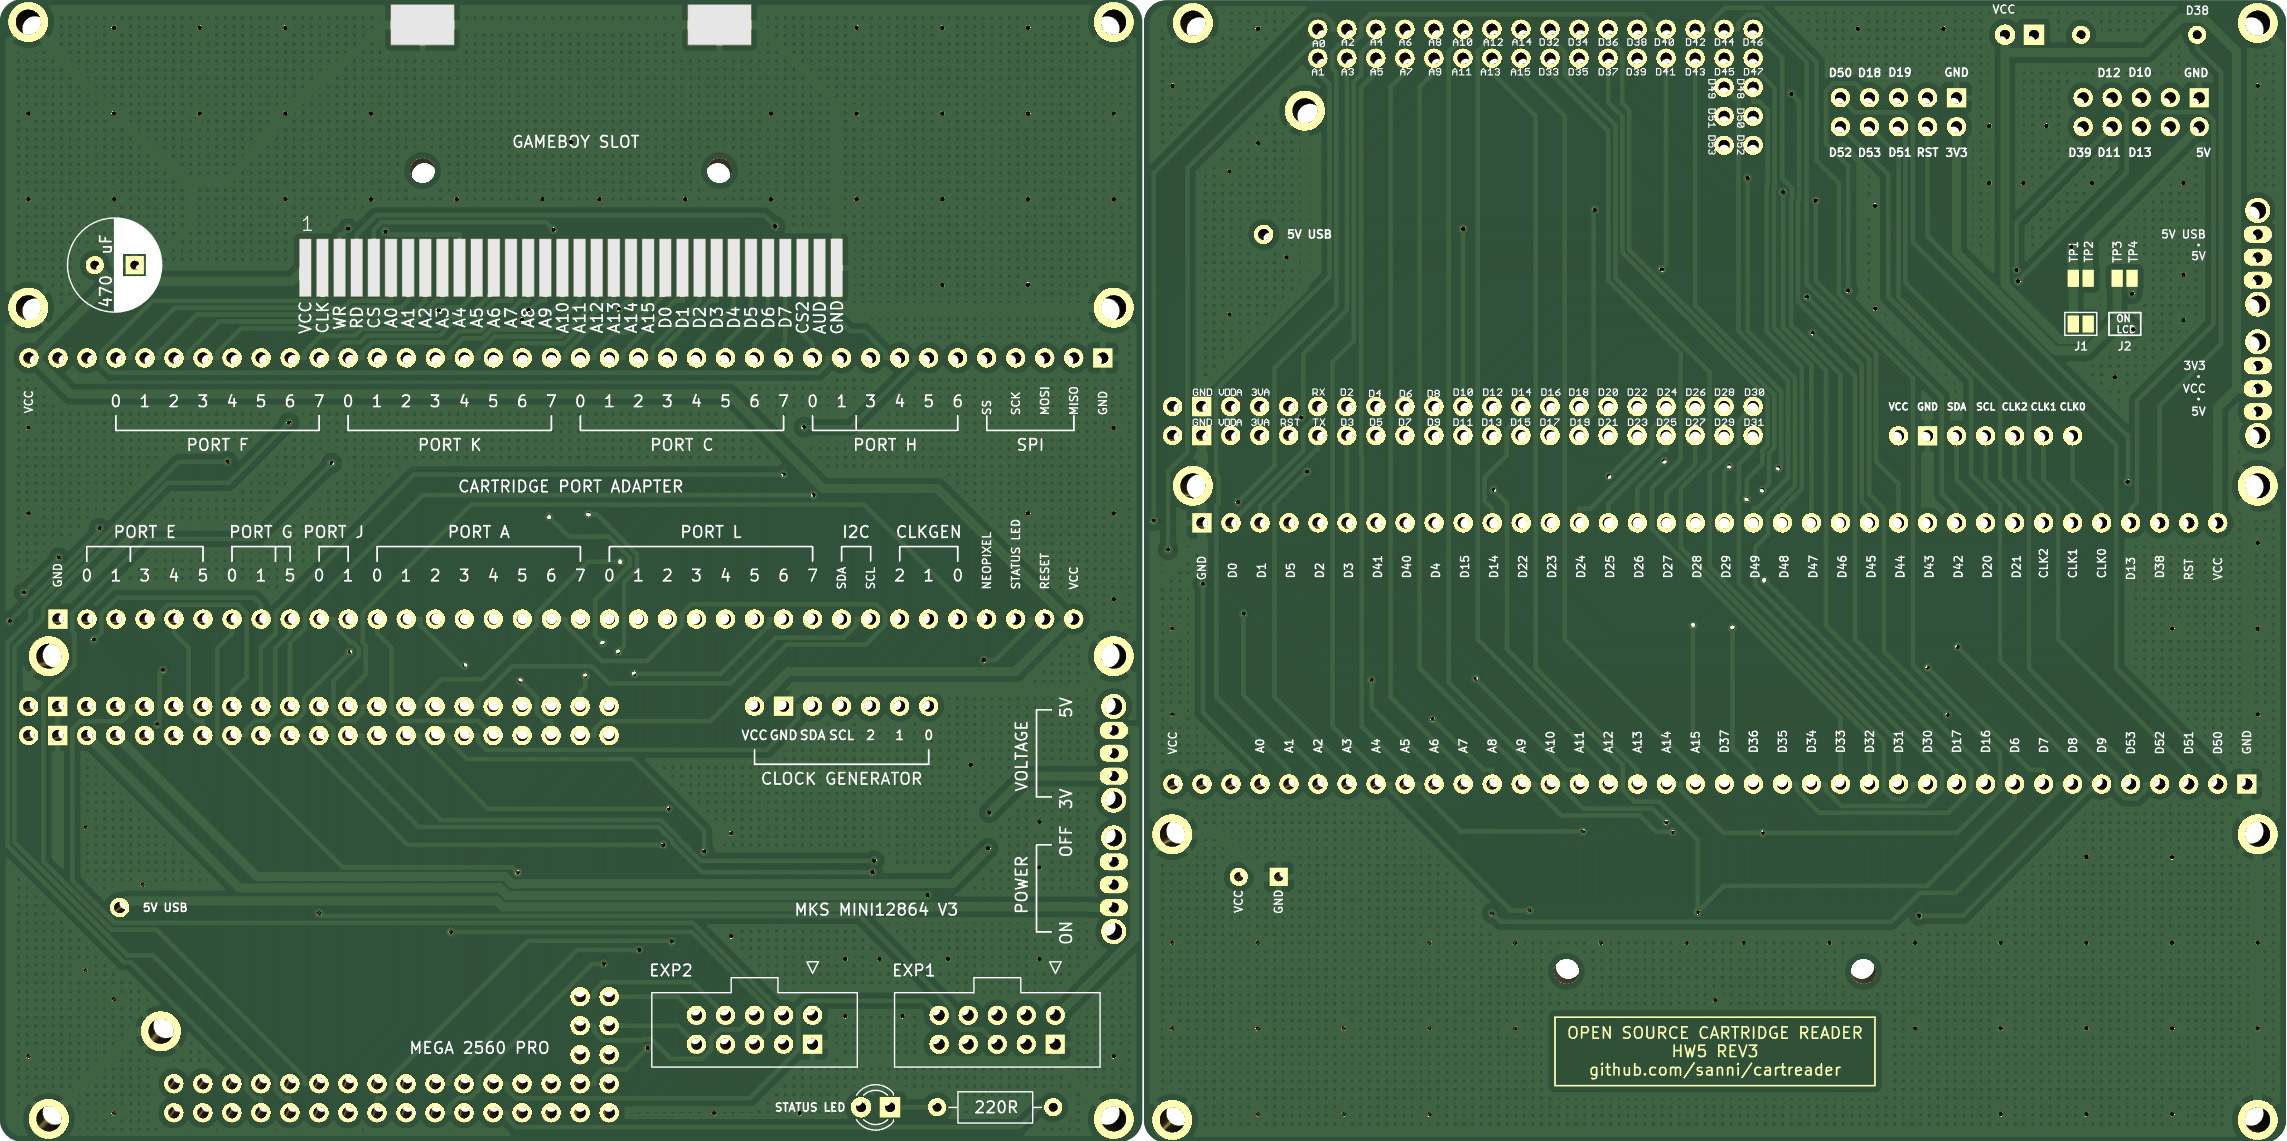 GAMEBOY SLOT
470 uF
1
VCC CLK WR RD CS A0 A1 A2 A3 A4 A5 A6 A7 A8 A9 A10 A11 A12 A13 A14 A15 D0 D1 D2 D3 D4 D5 D6 D7 CS2 AUD GND
VCC 0 1 2 3 4 5 6 7 0 1 2 3 4 5 6 7 0 1 2 3 4 5 6 7 0 1 3 4 5 6 SS SCK MOSI MISO GND
PORT F PORT K PORT C PORT H SPI
CARTRIDGE PORT ADAPTER
PORT E PORT G PORT J PORT A PORT L I2C CLKGEN
GND 0 1 3 4 5 0 1 5 0 1 0 1 2 3 4 5 6 7 0 1 2 3 4 5 6 7 SDA SCL 2 1 0 NEOPIXEL STATUS LED RESET VCC
VCC GND SDA SCL 2 1 0
CLOCK GENERATOR
5V
VOLTAGE
3V
OFF
POWER
ON
5V USB
MKS MINI12864 V3
EXP2 EXP1
MEGA 2560 PRO
STATUS LED 220R
A0 A2 A4 A6 A8 A10 A12 A14 D32 D34 D36 D38 D40 D42 D44 D46
A1 A3 A5 A7 A9 A11 A13 A15 D33 D35 D37 D39 D41 D43 D45 D47
D49 D48
D51 D50
D53 D52
VCC D38
D50 D18 D19 GND D12 D10 GND
D52 D53 D51 RST 3V3 D39 D11 D13 5V
5V USB
5V USB
5V
TP1 TP2 TP3 TP4
ON
LCD
J1 J2
3V3
VCC
5V
GND VDDA 3VA RX D2 D4 D6 D8 D10 D12 D14 D16 D18 D20 D22 D24 D26 D28 D30
GND VDDA 3VA RST TX D3 D5 D7 D9 D11 D13 D15 D17 D19 D21 D23 D25 D27 D29 D31
VCC GND SDA SCL CLK2 CLK1 CLK0
GND D0 D1 D5 D2 D3 D41 D40 D4 D15 D14 D22 D23 D24 D25 D26 D27 D28 D29 D49 D48 D47 D46 D45 D44 D43 D42 D20 D21 CLK2 CLK1 CLK0 D13 D38 RST VCC
VCC A0 A1 A2 A3 A4 A5 A6 A7 A8 A9 A10 A11 A12 A13 A14 A15 D37 D36 D35 D34 D33 D32 D31 D30 D17 D16 D6 D7 D8 D9 D53 D52 D51 D50 GND
VCC GND
OPEN SOURCE CARTRIDGE READER
HW5 REV3
github.com/sanni/cartreader